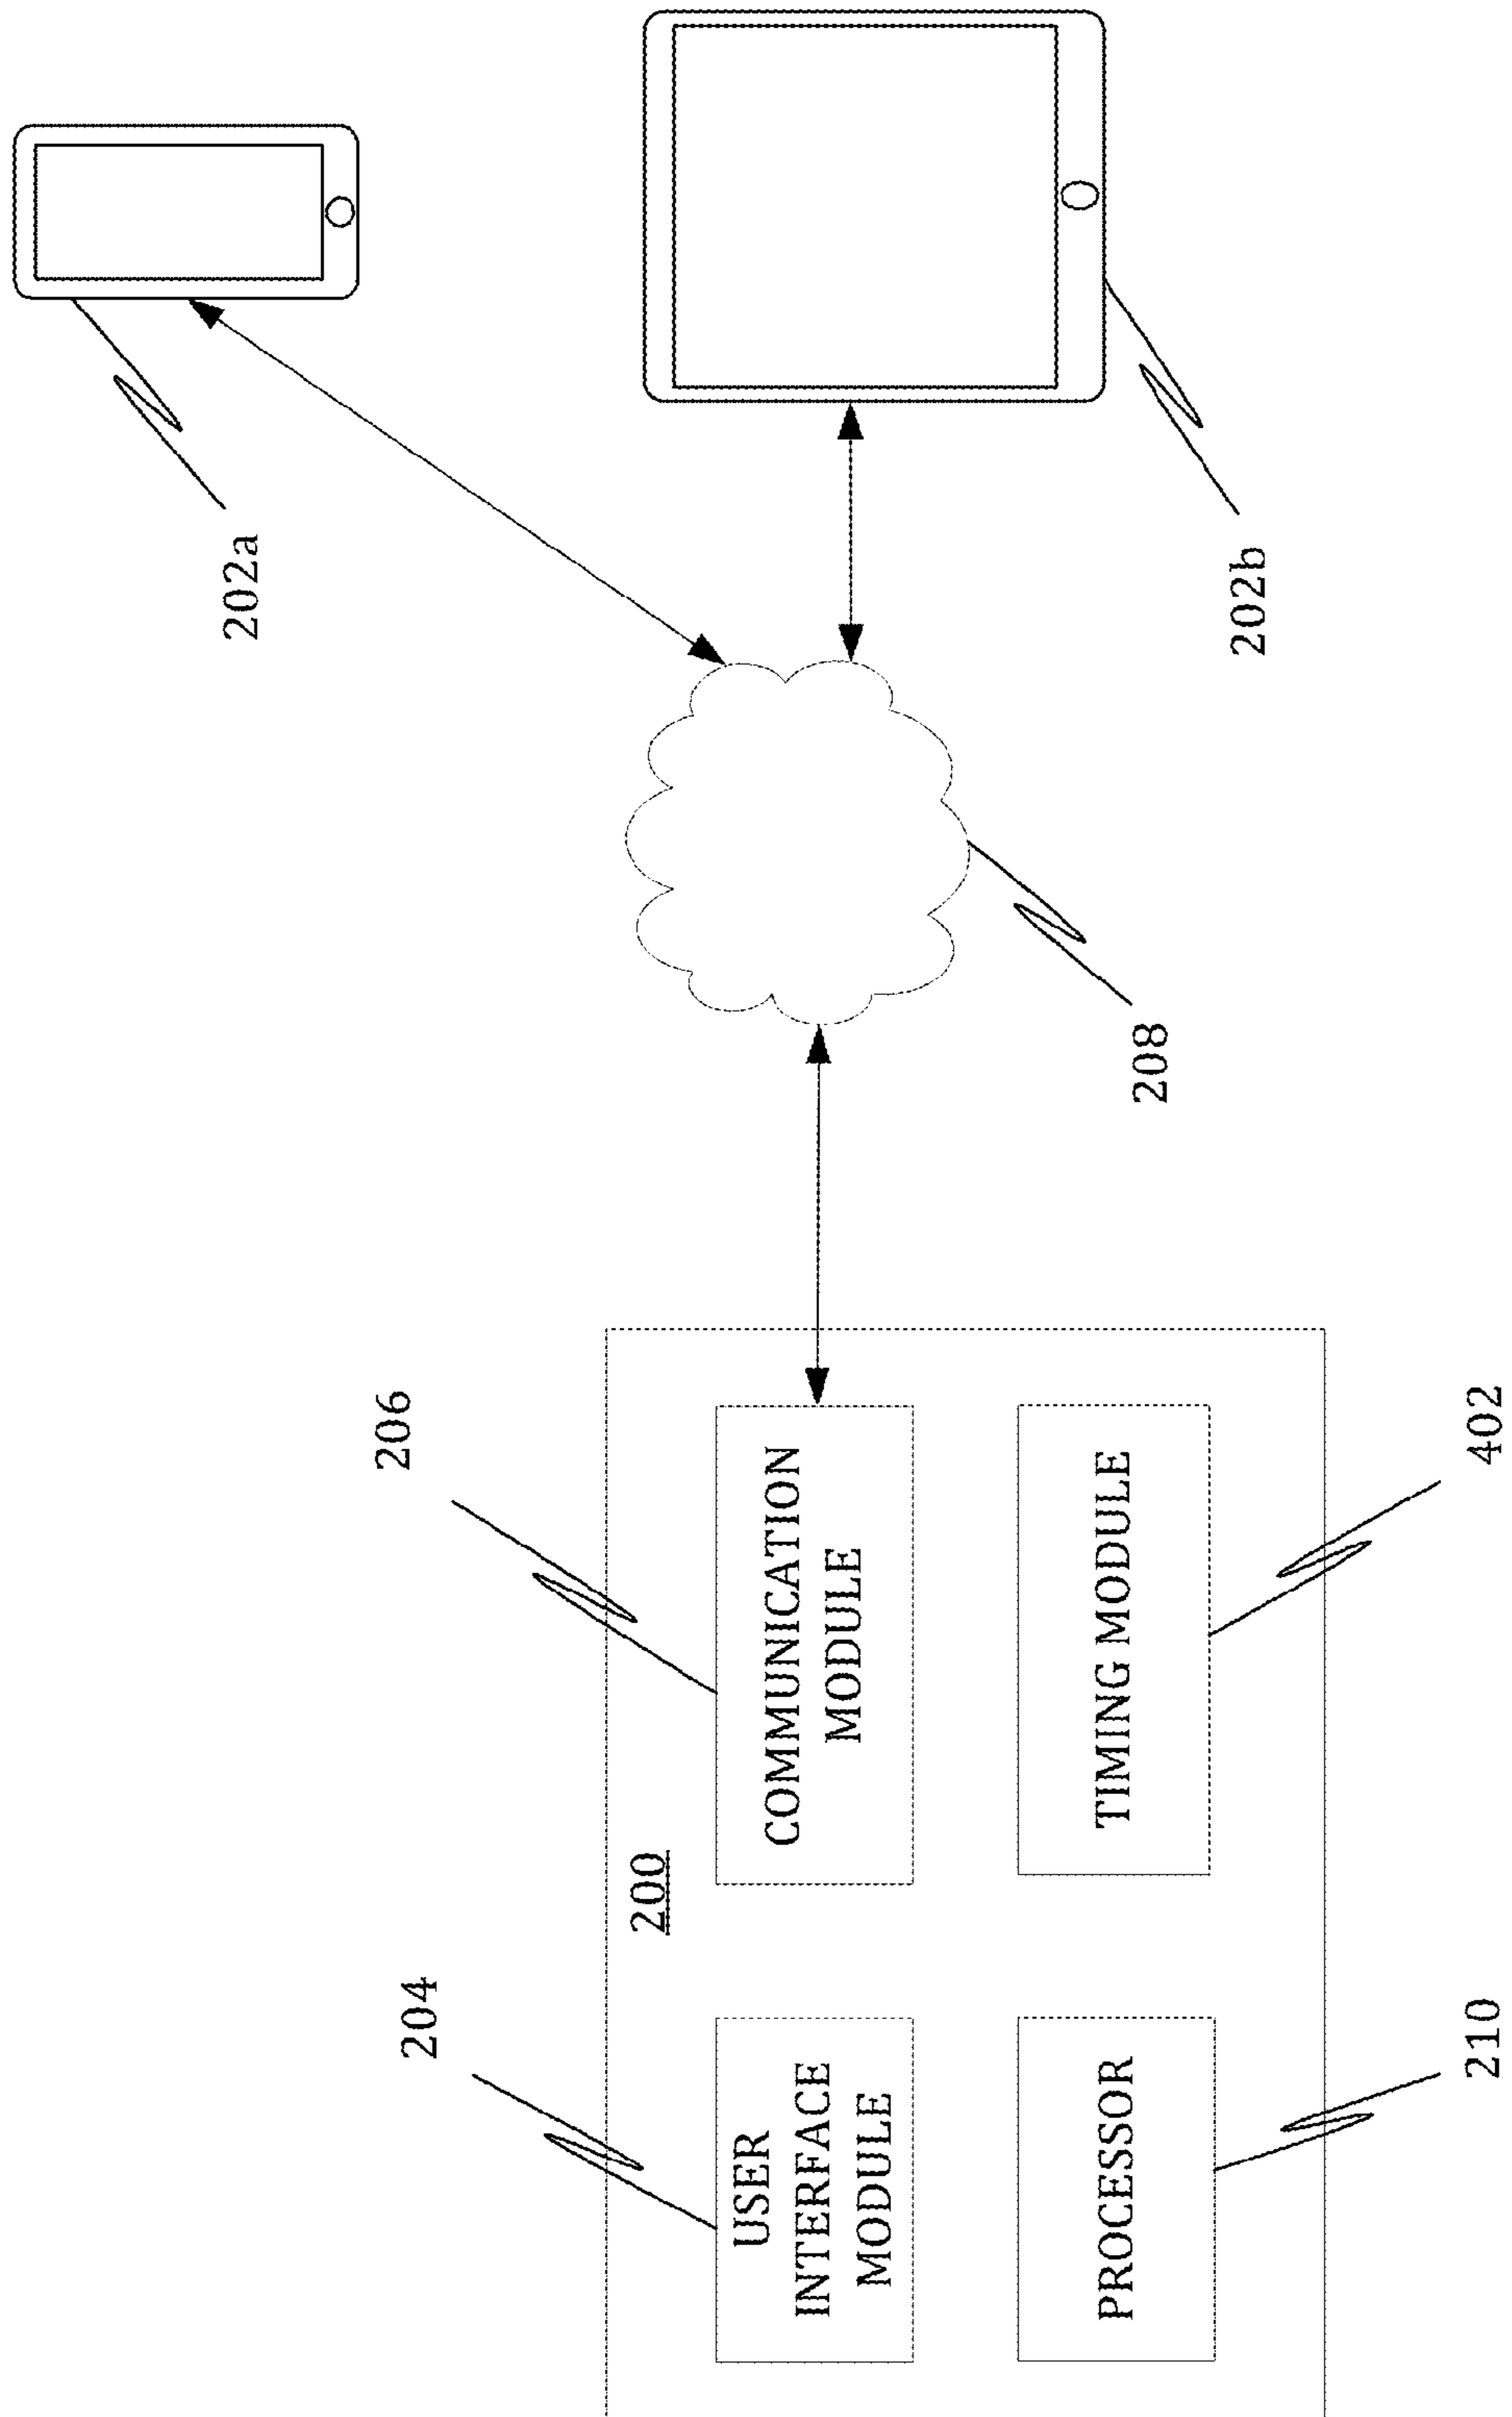 204
206
200
USER
INTERFACE
MODULE
COMMUNICATION
MODULE
PROCESSOR
TIMING MODULE
210
402
208
202a
202b